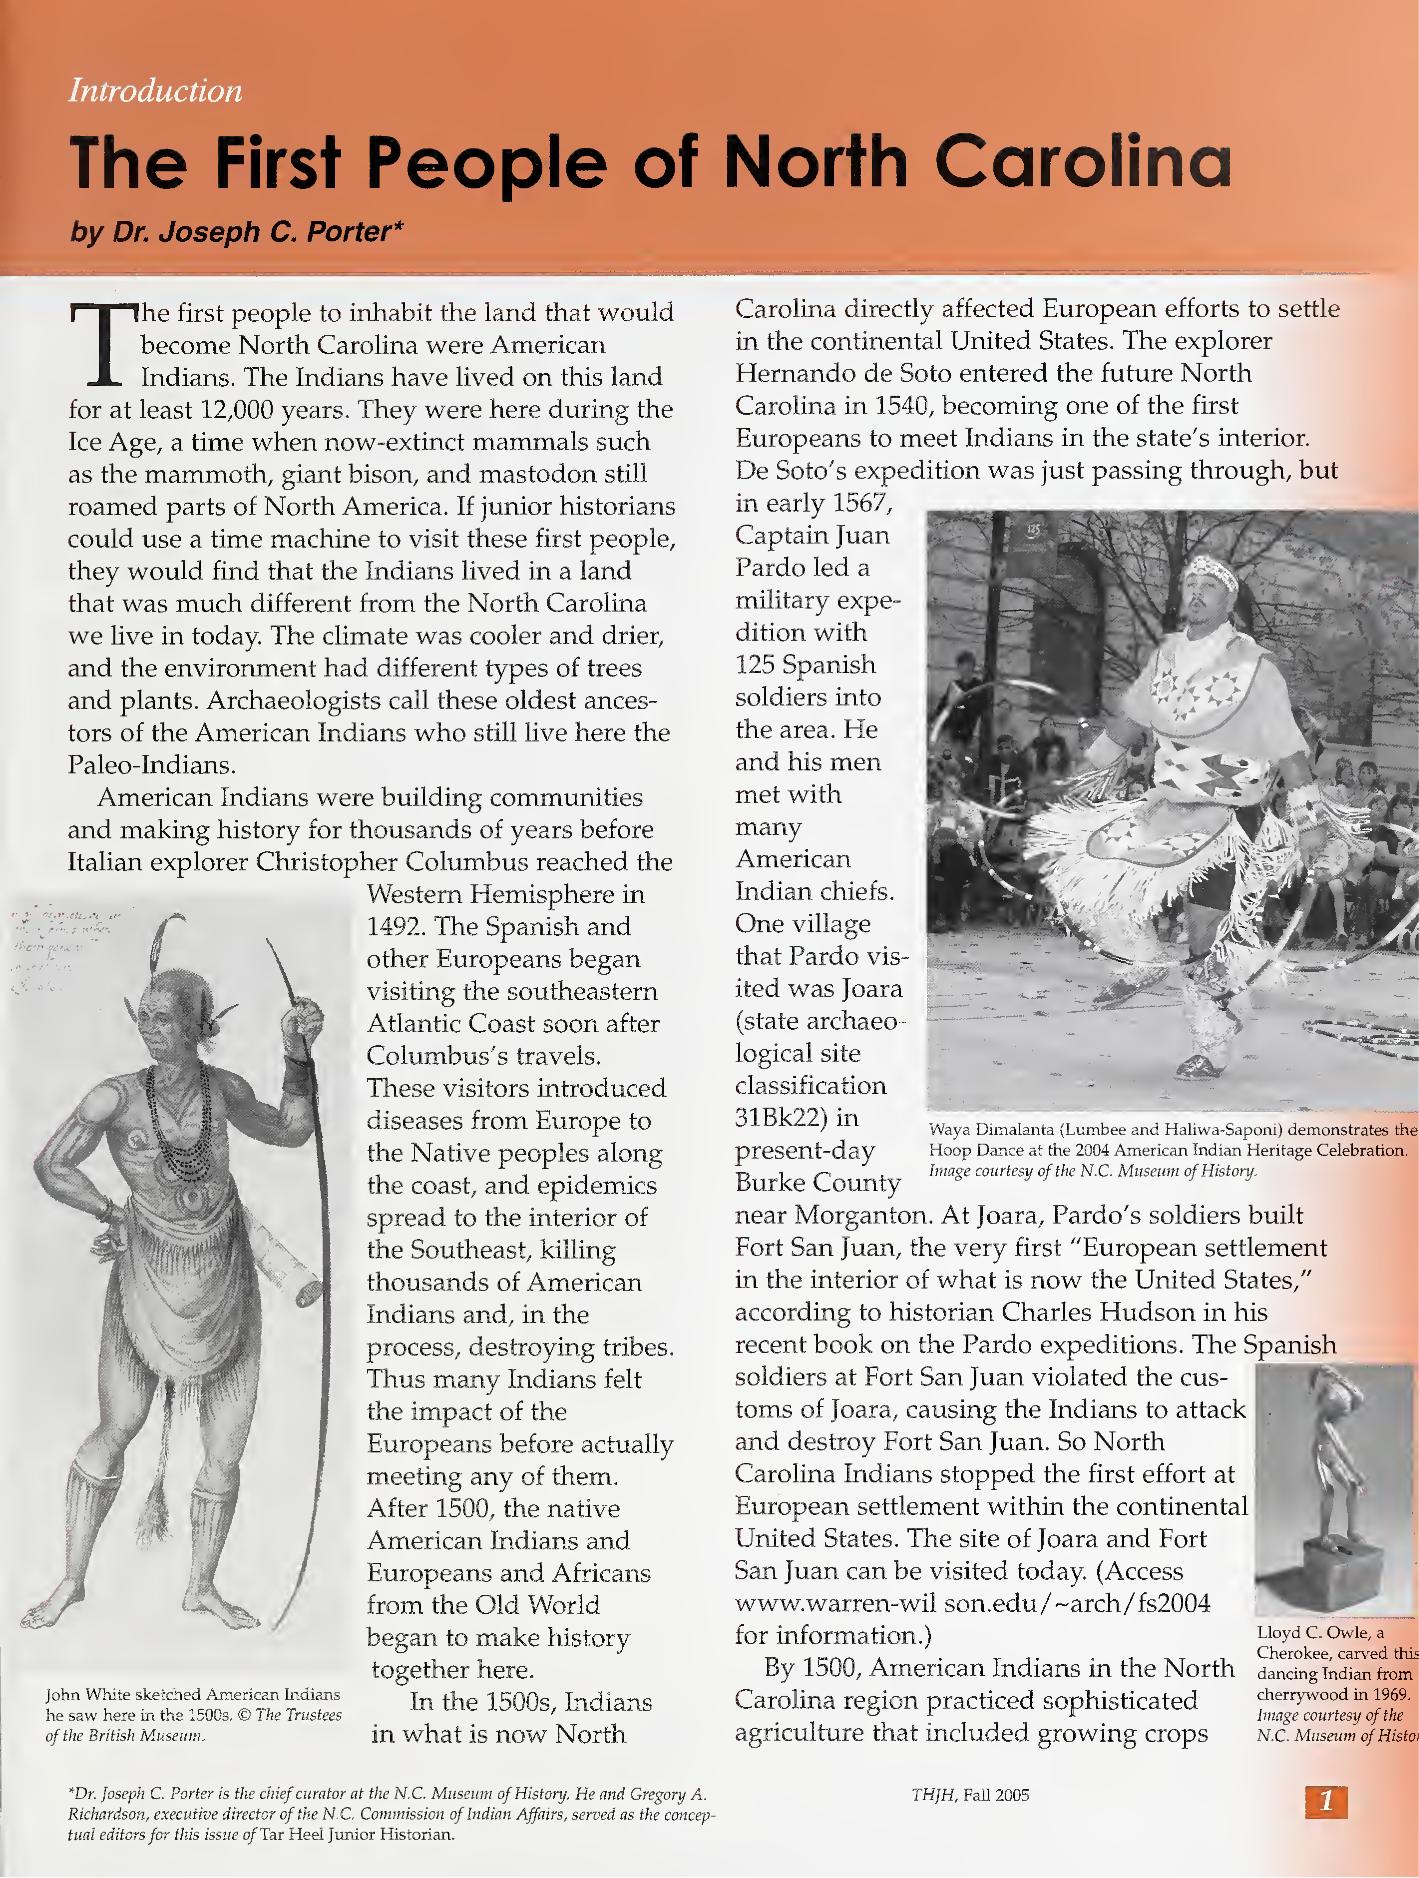 Introduction
The First People of North Carolina
by Dr. Joseph C. Porter*
The first people to inhabit the land that would
become North Carolina were American
Indians. The Indians have lived on this land
for at least 12,000 years. They were here during the
Ice Age, a time when now-extinct mammals such
as the mammoth, giant bison, and mastodon still
roamed parts of North America. If junior historians
could use a time machine to visit these first people,
they would find that the Indians lived in a land
that was much different from the North Carolina
we live in today. The climate was cooler and drier,
and the environment had different types of trees
and plants. Archaeologists call these oldest ances-
tors of the American Indians who still live here the
Paleo-Indians.
American Indians were building communities
and making history for thousands of years before
Italian explorer Christopher Columbus reached the
Western Hemisphere in
1492. The Spanish and
other Europeans began
visiting the southeastern
Atlantic Coast soon after
Columbus's travels.
These visitors introduced
diseases from Europe to
the Native peoples along
the coast, and epidemics
spread to the interior of
the Southeast, killing
thousands of American
Indians and, in the
process, destroying tribes.
Thus many Indians felt
the impact of the
Europeans before actually
meeting any of them.
After 1500, the native
American Indians and
Europeans and Africans
from the Old World
began to make history
together here.
In the 1500s, Indians
in what is now North
John White sketched American Indians
he saw here in the 1500s. © The Trustees
of the British Museum.
Carolina directly affected European efforts to settle
in the continental United States. The explorer
Hernando de Soto entered the future North
Carolina in 1540, becoming one of the first
Europeans to meet Indians in the state's interior.
De Soto's expedition was just passing through, but
in early 1567,
Captain Juan
Pardo led a
military expe-
dition with
125 Spanish
soldiers into
the area. He
and his men
met with
many
American
Indian chiefs.
One village
that Pardo vis-
ited was Joara
(state archaeo-
logical site
classification
31Bk22) in
present-day
Burke County
near Morganton. At Joara, Pardo's soldiers built
Fort San Juan, the very first "European settlement
in the interior of what is now the United States,"
according to historian Charles Hudson in his
recent book on the Pardo expeditions. The Spanish
soldiers at Fort San Juan violated the cus-
toms of Joara, causing the Indians to attack
and destroy Fort San Juan. So North
Carolina Indians stopped the first effort at
European settlement within the continental
United States. The site of Joara and Fort
San Juan can be visited today. (Access
www.warren-wil son.edu/~arch/fs2004
for information.)
By 1500, American Indians in the North
Carolina region practiced sophisticated
agriculture that included growing crops
125
Waya Dimalanta (Lumbee and Haliwa-Saponi) demonstrates the
Hoop Dance at the 2004 American Indian Heritage Celebration.
Image courtesy of the N.C. Museum of History.
Lloyd C. Owle, a
Cherokee, carved this
dancing Indian from
cherrywood in 1969.
Image courtesy of the
N.C. Museum of Histo
*Dr. Joseph C. Porter is the chief curator at the N.C. Museum of History. He and Gregory A.
Richardson, executive director of the N.C. Commission of Indian Affairs, served as the concep-
tual editors for this issue of Tar Heel Junior Historian.
THJH, Fall 2005
1